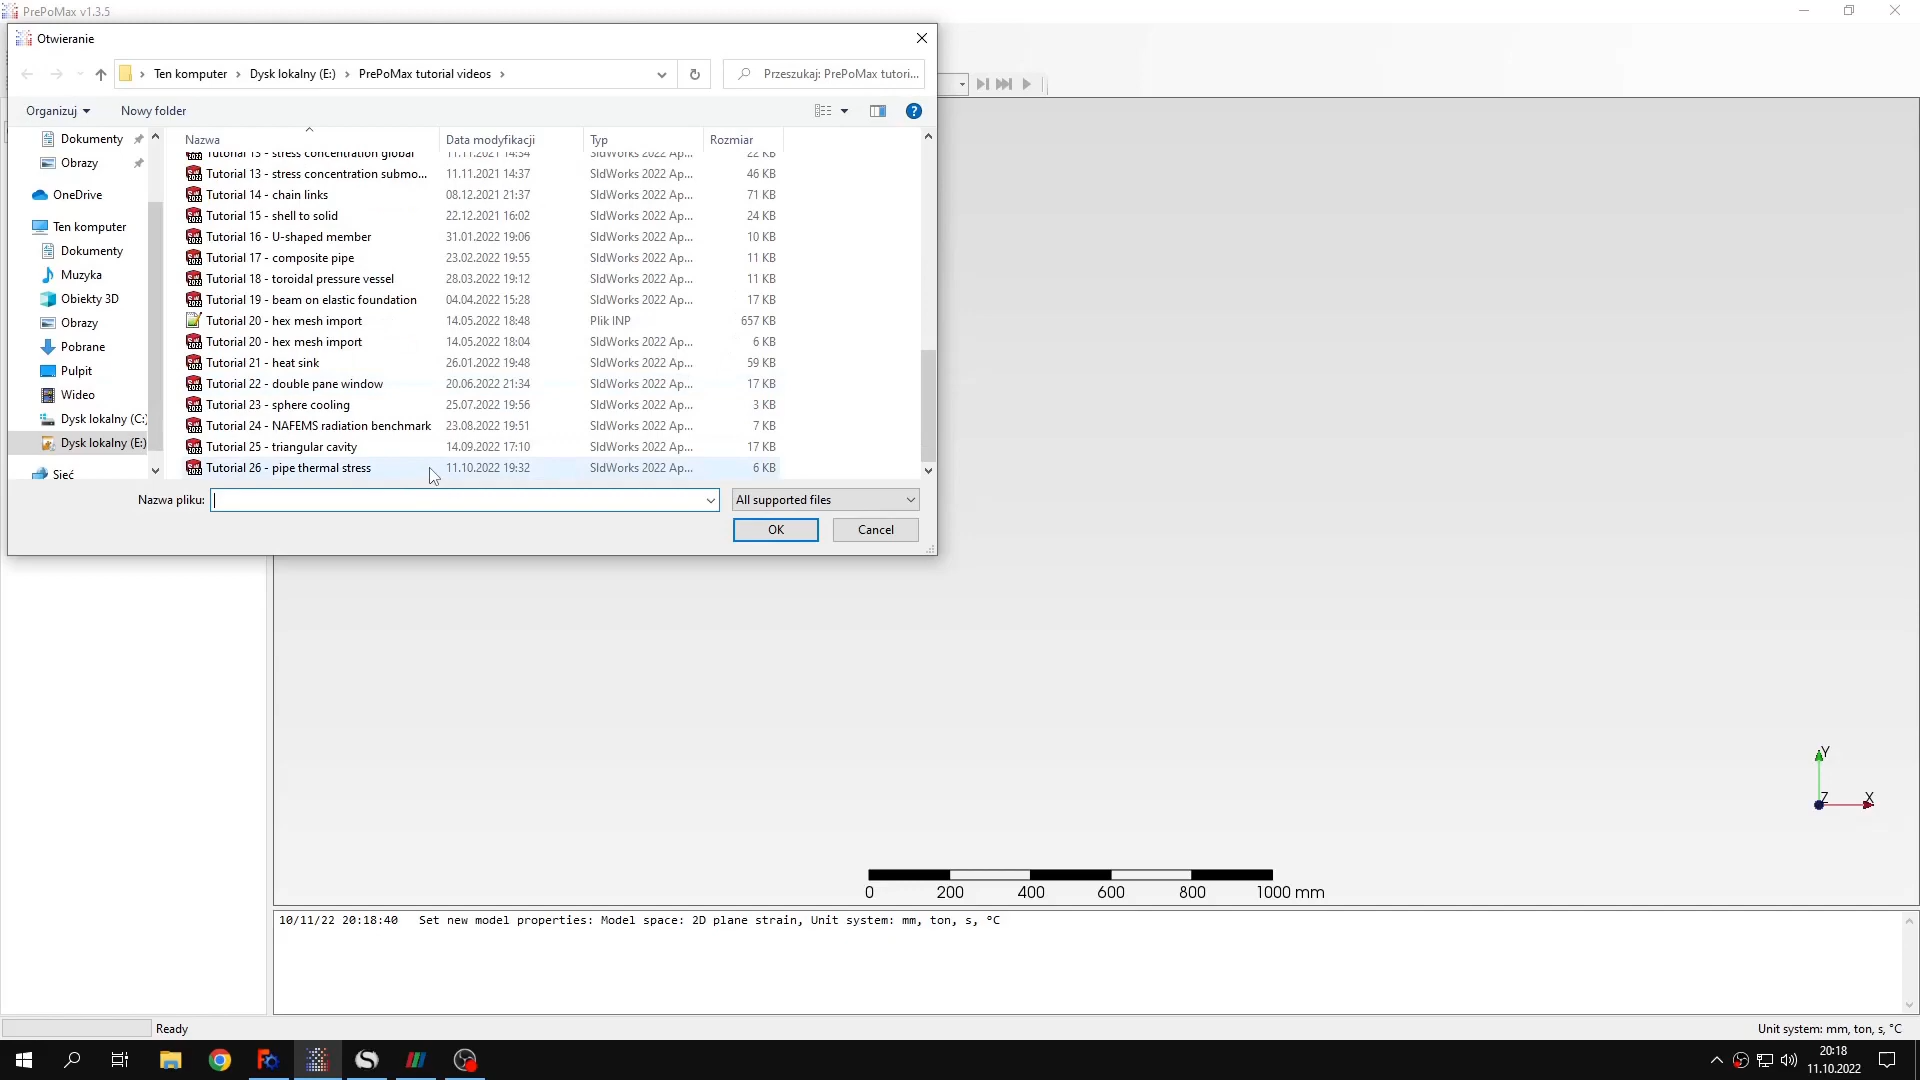 PrePoMax v1.3.5
Otwieranie
Ten komputer > Dysk lokalny (E:) > PrePoMax tutorial videos >
Przeszukaj: PrePoMax tutori...
Organizuj
Nowy folder
Dokumenty
Obrazy
OneDrive
Ten komputer
Dokumenty
Muzyka
Obiekty 3D
Obrazy
Pobrane
Pulpit
Wideo
Dysk lokalny (C:)
Dysk lokalny (E:)
Sieć
Nazwa Data modyfikacji Typ Rozmiar
Tutorial 13 - stress concentration global 11.11.2021 14:34 SldWorks 2022 Ap... 22 KB
Tutorial 13 - stress concentration submo... 11.11.2021 14:37 SldWorks 2022 Ap... 46 KB
Tutorial 14 - chain links 08.12.2021 21:37 SldWorks 2022 Ap... 71 KB
Tutorial 15 - shell to solid 22.12.2021 16:02 SldWorks 2022 Ap... 24 KB
Tutorial 16 - U-shaped member 31.01.2022 19:06 SldWorks 2022 Ap... 10 KB
Tutorial 17 - composite pipe 23.02.2022 19:55 SldWorks 2022 Ap... 11 KB
Tutorial 18 - toroidal pressure vessel 28.03.2022 19:12 SldWorks 2022 Ap... 11 KB
Tutorial 19 - beam on elastic foundation 04.04.2022 15:28 SldWorks 2022 Ap... 17 KB
Tutorial 20 - hex mesh import 14.05.2022 18:48 Plik INP 657 KB
Tutorial 20 - hex mesh import 14.05.2022 18:04 SldWorks 2022 Ap... 6 KB
Tutorial 21 - heat sink 26.01.2022 19:48 SldWorks 2022 Ap... 59 KB
Tutorial 22 - double pane window 20.06.2022 21:34 SldWorks 2022 Ap... 17 KB
Tutorial 23 - sphere cooling 25.07.2022 19:56 SldWorks 2022 Ap... 3 KB
Tutorial 24 - NAFEMS radiation benchmark 23.08.2022 19:51 SldWorks 2022 Ap... 7 KB
Tutorial 25 - triangular cavity 14.09.2022 17:10 SldWorks 2022 Ap... 17 KB
Tutorial 26 - pipe thermal stress 11.10.2022 19:32 SldWorks 2022 Ap... 6 KB
Nazwa pliku:
All supported files
OK
Cancel
Y
Z X
0 200 400 600 800 1000 mm
10/11/22 20:18:40 Set new model properties: Model space: 2D plane strain, Unit system: mm, ton, s, °C
Ready
Unit system: mm, ton, s, °C
20:18
11.10.2022